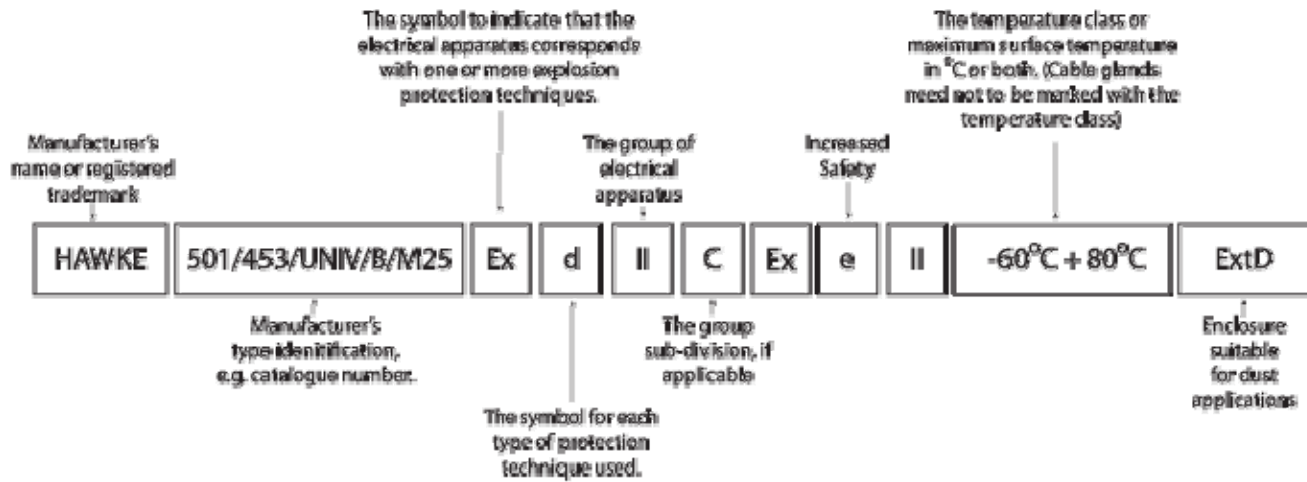 The symbol to indicate that the
electrical apparatus corresponds
with one or more explosion
protection techniques.
The temperature class or
maximum surface temperature
in °C or both. (Cable glands
need not to be marked with the
temperature class)
Manufacturer's
name or registered
trademark
The group of
electrical
apparatus
Increased
Safety
HAWKE 501/453/UNIV/B/M25 Ex d II C Ex e II -60°C + 80°C ExtD
Manufacturer's
type idenitification,
e.g. catalogue number.
The group
sub-division, if
applicable
Enclosure
suitable
for dust
applications
The symbol for each
type of protection
technique used.